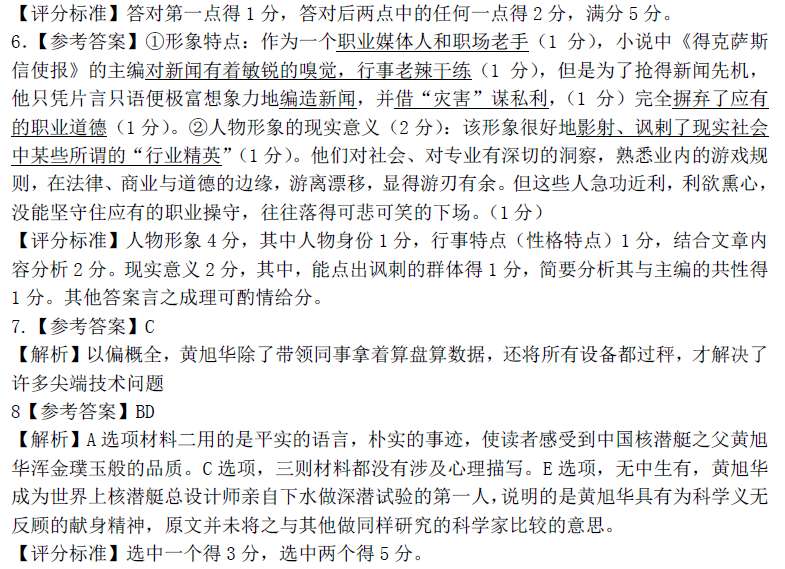 【评分标准】答对第一点得1分，答对后两点中的任何一点得2分，满分5分。
6.【参考答案】①形象特点：作为一个职业媒体人和职场老手（1 分），小说中《得克萨斯
信使报》的主编对新闻有着敏锐的嗅觉，行事老辣干练（1 分），但是为了抢得新闻先机，
他只凭片言只语便极富想象力地编造新闻，并借“灾害”谋私利，（1 分）完全摒弃了应有
的职业道德（1分）。②人物形象的现实意义（2分）：该形象很好地影射、讽刺了现实社会
中某些所谓的“行业精英”（1分）。他们对社会、对专业有深切的洞察，熟悉业内的游戏规
则，在法律、商业与道德的边缘，游离漂移，显得游刃有余。但这些人急功近利，利欲熏心，
没能坚守住应有的职业操守，往往落得可悲可笑的下场。（1分）
【评分标准】人物形象4分，其中人物身份1分，行事特点（性格特点）1分，结合文章内
容分析2分。现实意义2分，其中，能点出讽刺的群体得1分，简要分析其与主编的共性得
1分。其他答案言之成理可酌情给分。
7.【参考答案】C
【解析】以偏概全，黄旭华除了带领同事拿着算盘算数据，还将所有设备都过秤，才解决了
许多尖端技术问题
8【参考答案】BD
【解析】A选项材料二用的是平实的语言，朴实的事迹，使读者感受到中国核潜艇之父黄旭
华浑金璞玉般的品质。C选项，三则材料都没有涉及心理描写。E选项，无中生有，黄旭华
成为世界上核潜艇总设计师亲自下水做深潜试验的第一人，说明的是黄旭华具有为科学义无
反顾的献身精神，原文并未将之与其他做同样研究的科学家比较的意思。
【评分标准】选中一个得3分，选中两个得5分。